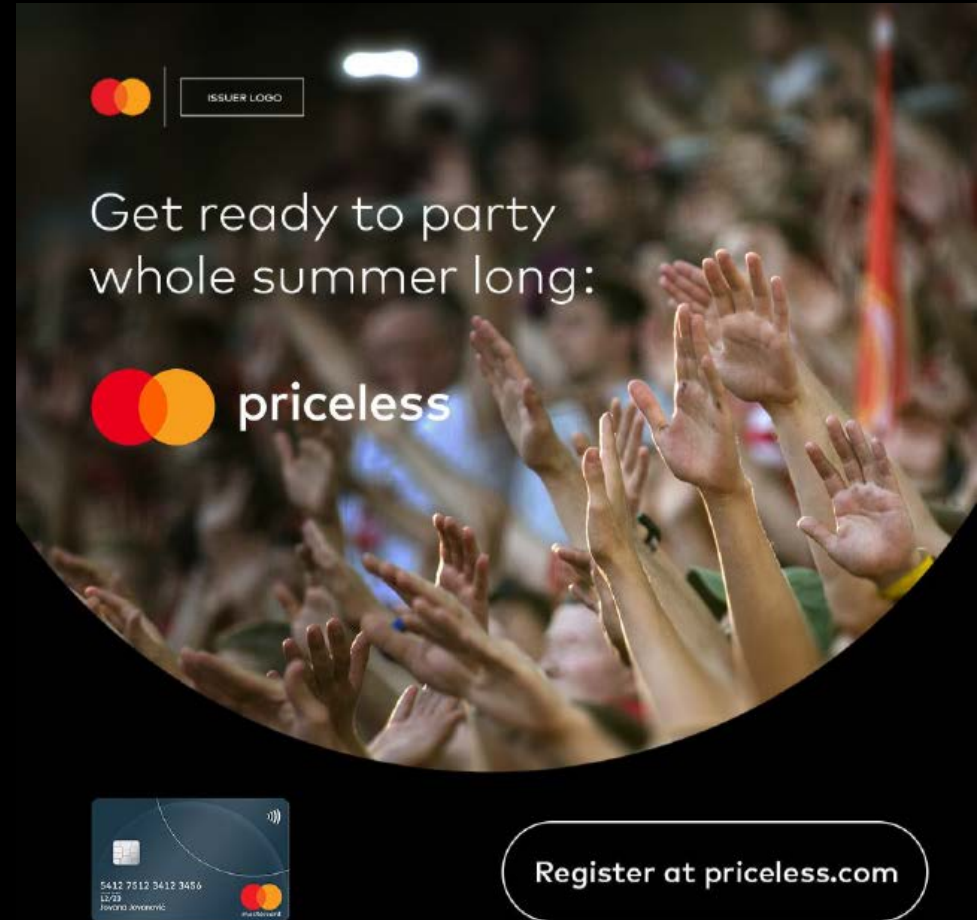 ISSUER LOGO
Get ready to party
whole summer long:
priceless
5412 7512 3412 3456
12/23
Jovana Jovanović
mastercard
Register at priceless.com